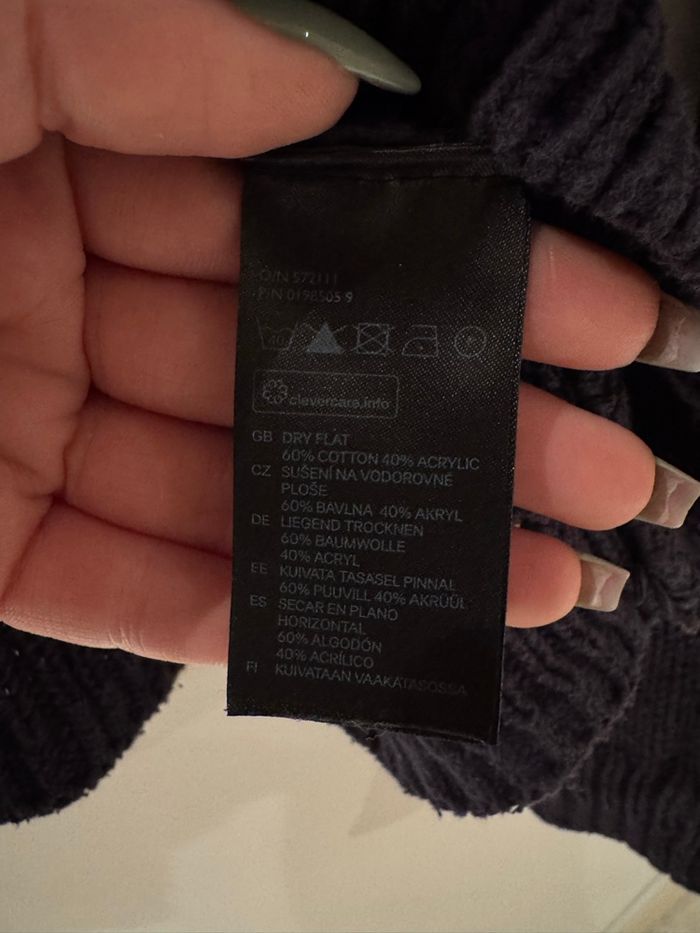 O/N 572111
P/N 0198505 9
40
clevercare.info
GB DRY FLAT
60% COTTON 40% ACRYLIC
CZ SUŠENÍ NA VODOROVNÉ
PLOŠE
60% BAVLNA 40% AKRYL
DE LIEGEND TROCKNEN
60% BAUMWOLLE
40% ACRYL
EE KUIVATA TASASEL PINNAL
60% PUUVILL 40% AKRÜÜL
ES SECAR EN PLANO
HORIZONTAL
60% ALGODÓN
40% ACRÍLICO
FI KUIVATAAN VAAKATASOSSA